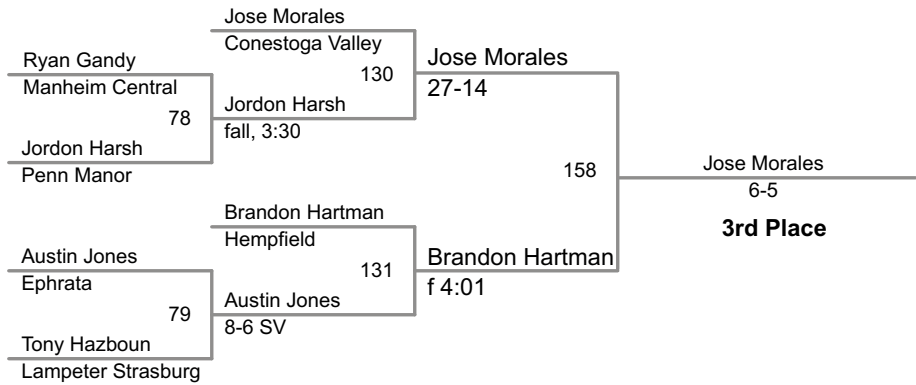 Jose Morales
Conestoga Valley
Ryan Gandy
Manheim Central
130
Jose Morales
27-14
78
Jordon Harsh
fall, 3:30
Jordon Harsh
Penn Manor
158
Jose Morales
6-5
3rd Place
Brandon Hartman
Hempfield
Austin Jones
Ephrata
131
Brandon Hartman
f 4:01
79
Austin Jones
8-6 SV
Tony Hazboun
Lampeter Strasburg